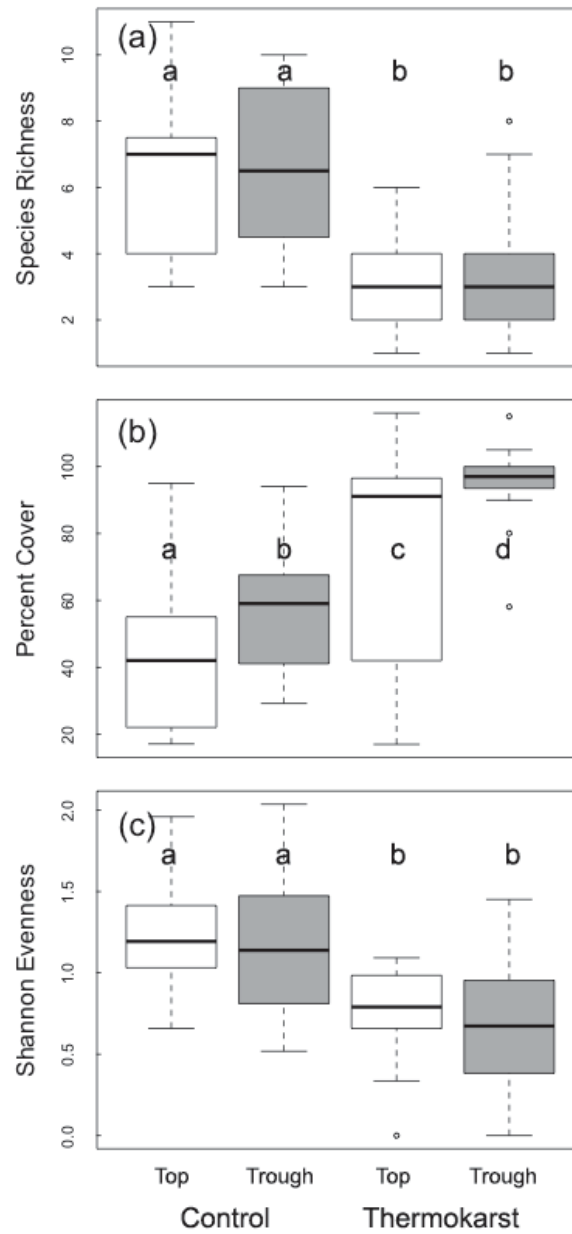 (a)
a a b b
Species Richness
10
8
6
4
2
(b)
a b c d
Percent Cover
100
80
60
40
20
(c)
a a b b
Shannon Evenness
2.0
1.5
1.0
0.5
0.0
Top Trough Top Trough
Control Thermokarst